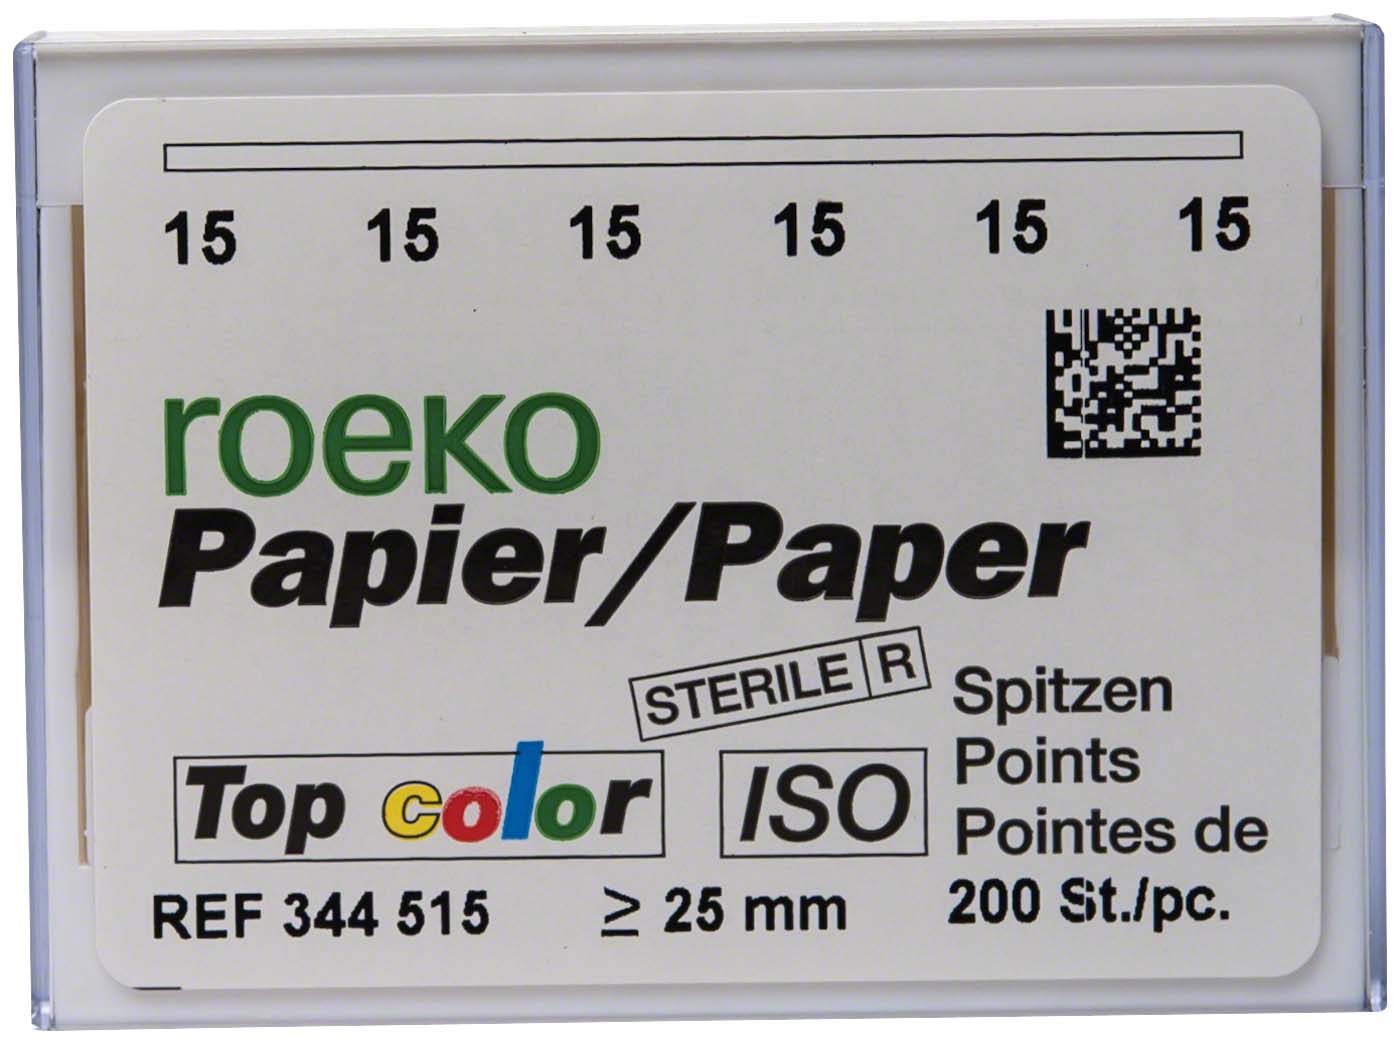 15 15 15 15 15 15
roeko
Papier/Paper
STERILE R
Spitzen
Points
Pointes de
Top color
ISO
REF 344 515 ≥ 25 mm 200 St./pc.